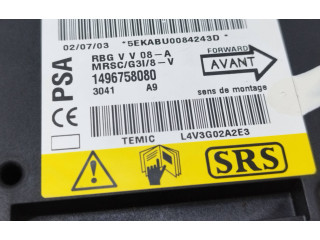 02/07/03 *5EKABU0084243D*
PSA
RBG V V 08-A
MRSC/G3I/8-V
1496758080
3041 A9
FORWARD
AVANT
sens de montage
CE
TEMIC L4V3G02A2E3
SRS